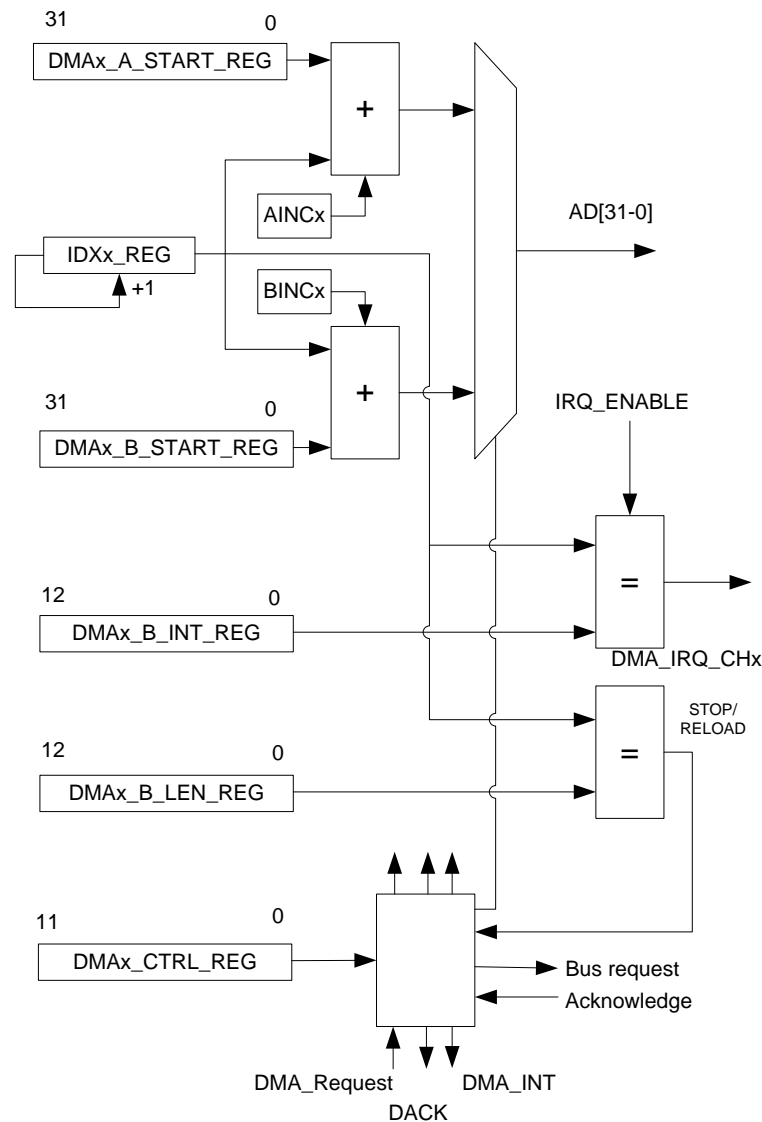 31 0
DMAx_A_START_REG
+
AINCx
AD[31-0]
IDXx_REG
+1
BINCx
+
31 0
DMAx_B_START_REG
IRQ_ENABLE
=
12 0
DMAx_B_INT_REG
DMA_IRQ_CHx
STOP/
RELOAD
=
12 0
DMAx_B_LEN_REG
11 0
DMAx_CTRL_REG
Bus request
Acknowledge
DMA_Request
DMA_INT
DACK